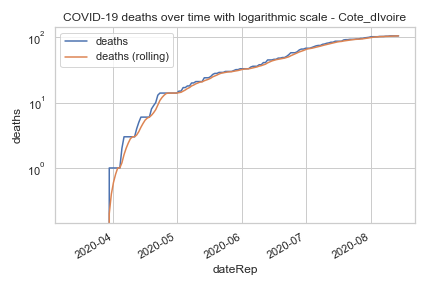 COVID-19 deaths over time with logarithmic scale - Cote_dIvoire
deaths
deaths (rolling)
10²
10¹
10⁰
deaths
2020-04
2020-05
2020-06
2020-07
2020-08
dateRep